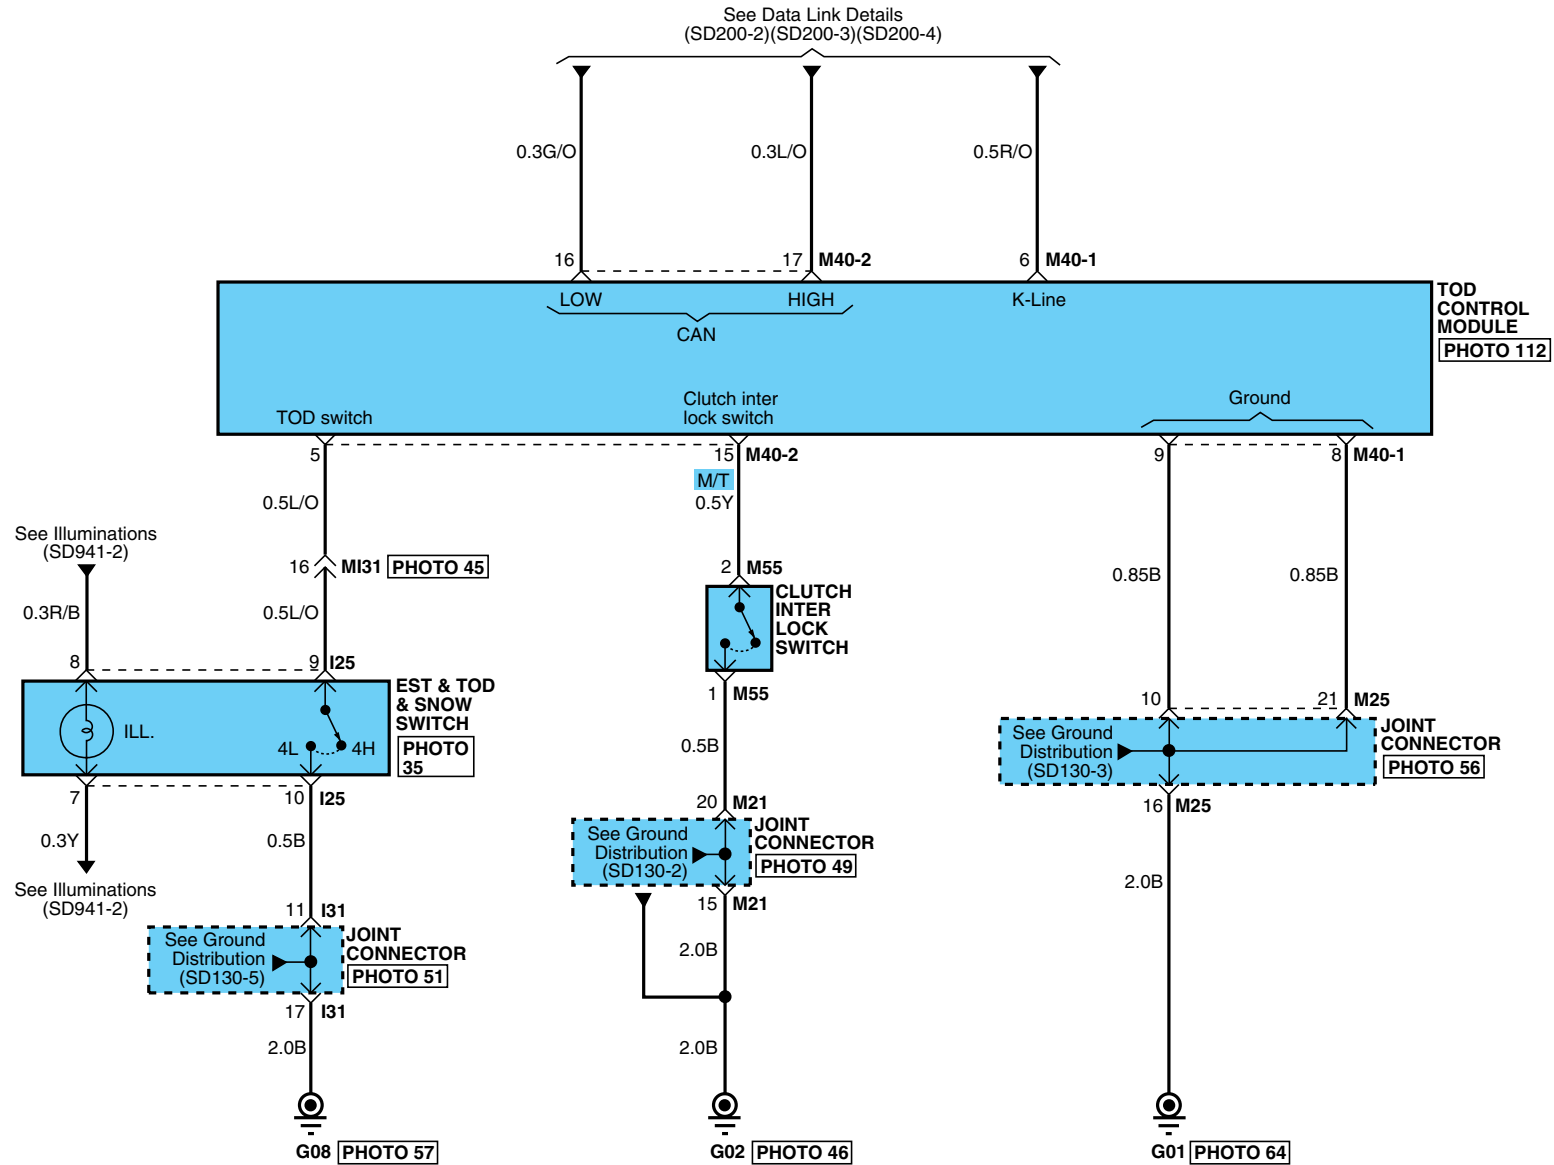 See Data Link Details
(SD200-2)(SD200-3)(SD200-4)
0.3G/O
0.3L/O
0.5R/O
16
17
M40-2
6
M40-1
LOW
HIGH
K-Line
CAN
TOD
CONTROL
MODULE
PHOTO 112
TOD switch
Clutch inter
lock switch
Ground
5
15
M40-2
9
8
M40-1
M/T
0.5L/O
0.5Y
See Illuminations
(SD941-2)
16
MI31
PHOTO 45
2
M55
0.85B
0.85B
0.3R/B
0.5L/O
CLUTCH
INTER
LOCK
SWITCH
8
9
I25
EST & TOD
& SNOW
SWITCH
PHOTO
35
ILL.
4L
4H
1
M55
10
21
M25
See Ground
Distribution
(SD130-3)
JOINT
CONNECTOR
PHOTO 56
0.5B
7
10
I25
20
M21
16
M25
0.3Y
0.5B
See Ground
Distribution
(SD130-2)
JOINT
CONNECTOR
PHOTO 49
See Illuminations
(SD941-2)
2.0B
11
I31
15
M21
See Ground
Distribution
(SD130-5)
JOINT
CONNECTOR
PHOTO 51
2.0B
17
I31
2.0B
2.0B
G08
PHOTO 57
G02
PHOTO 46
G01
PHOTO 64